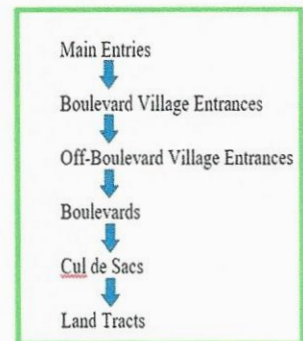 Main Entries
Boulevard Village Entrances
Off-Boulevard Village Entrances
Boulevards
Cul de Sacs
Land Tracts